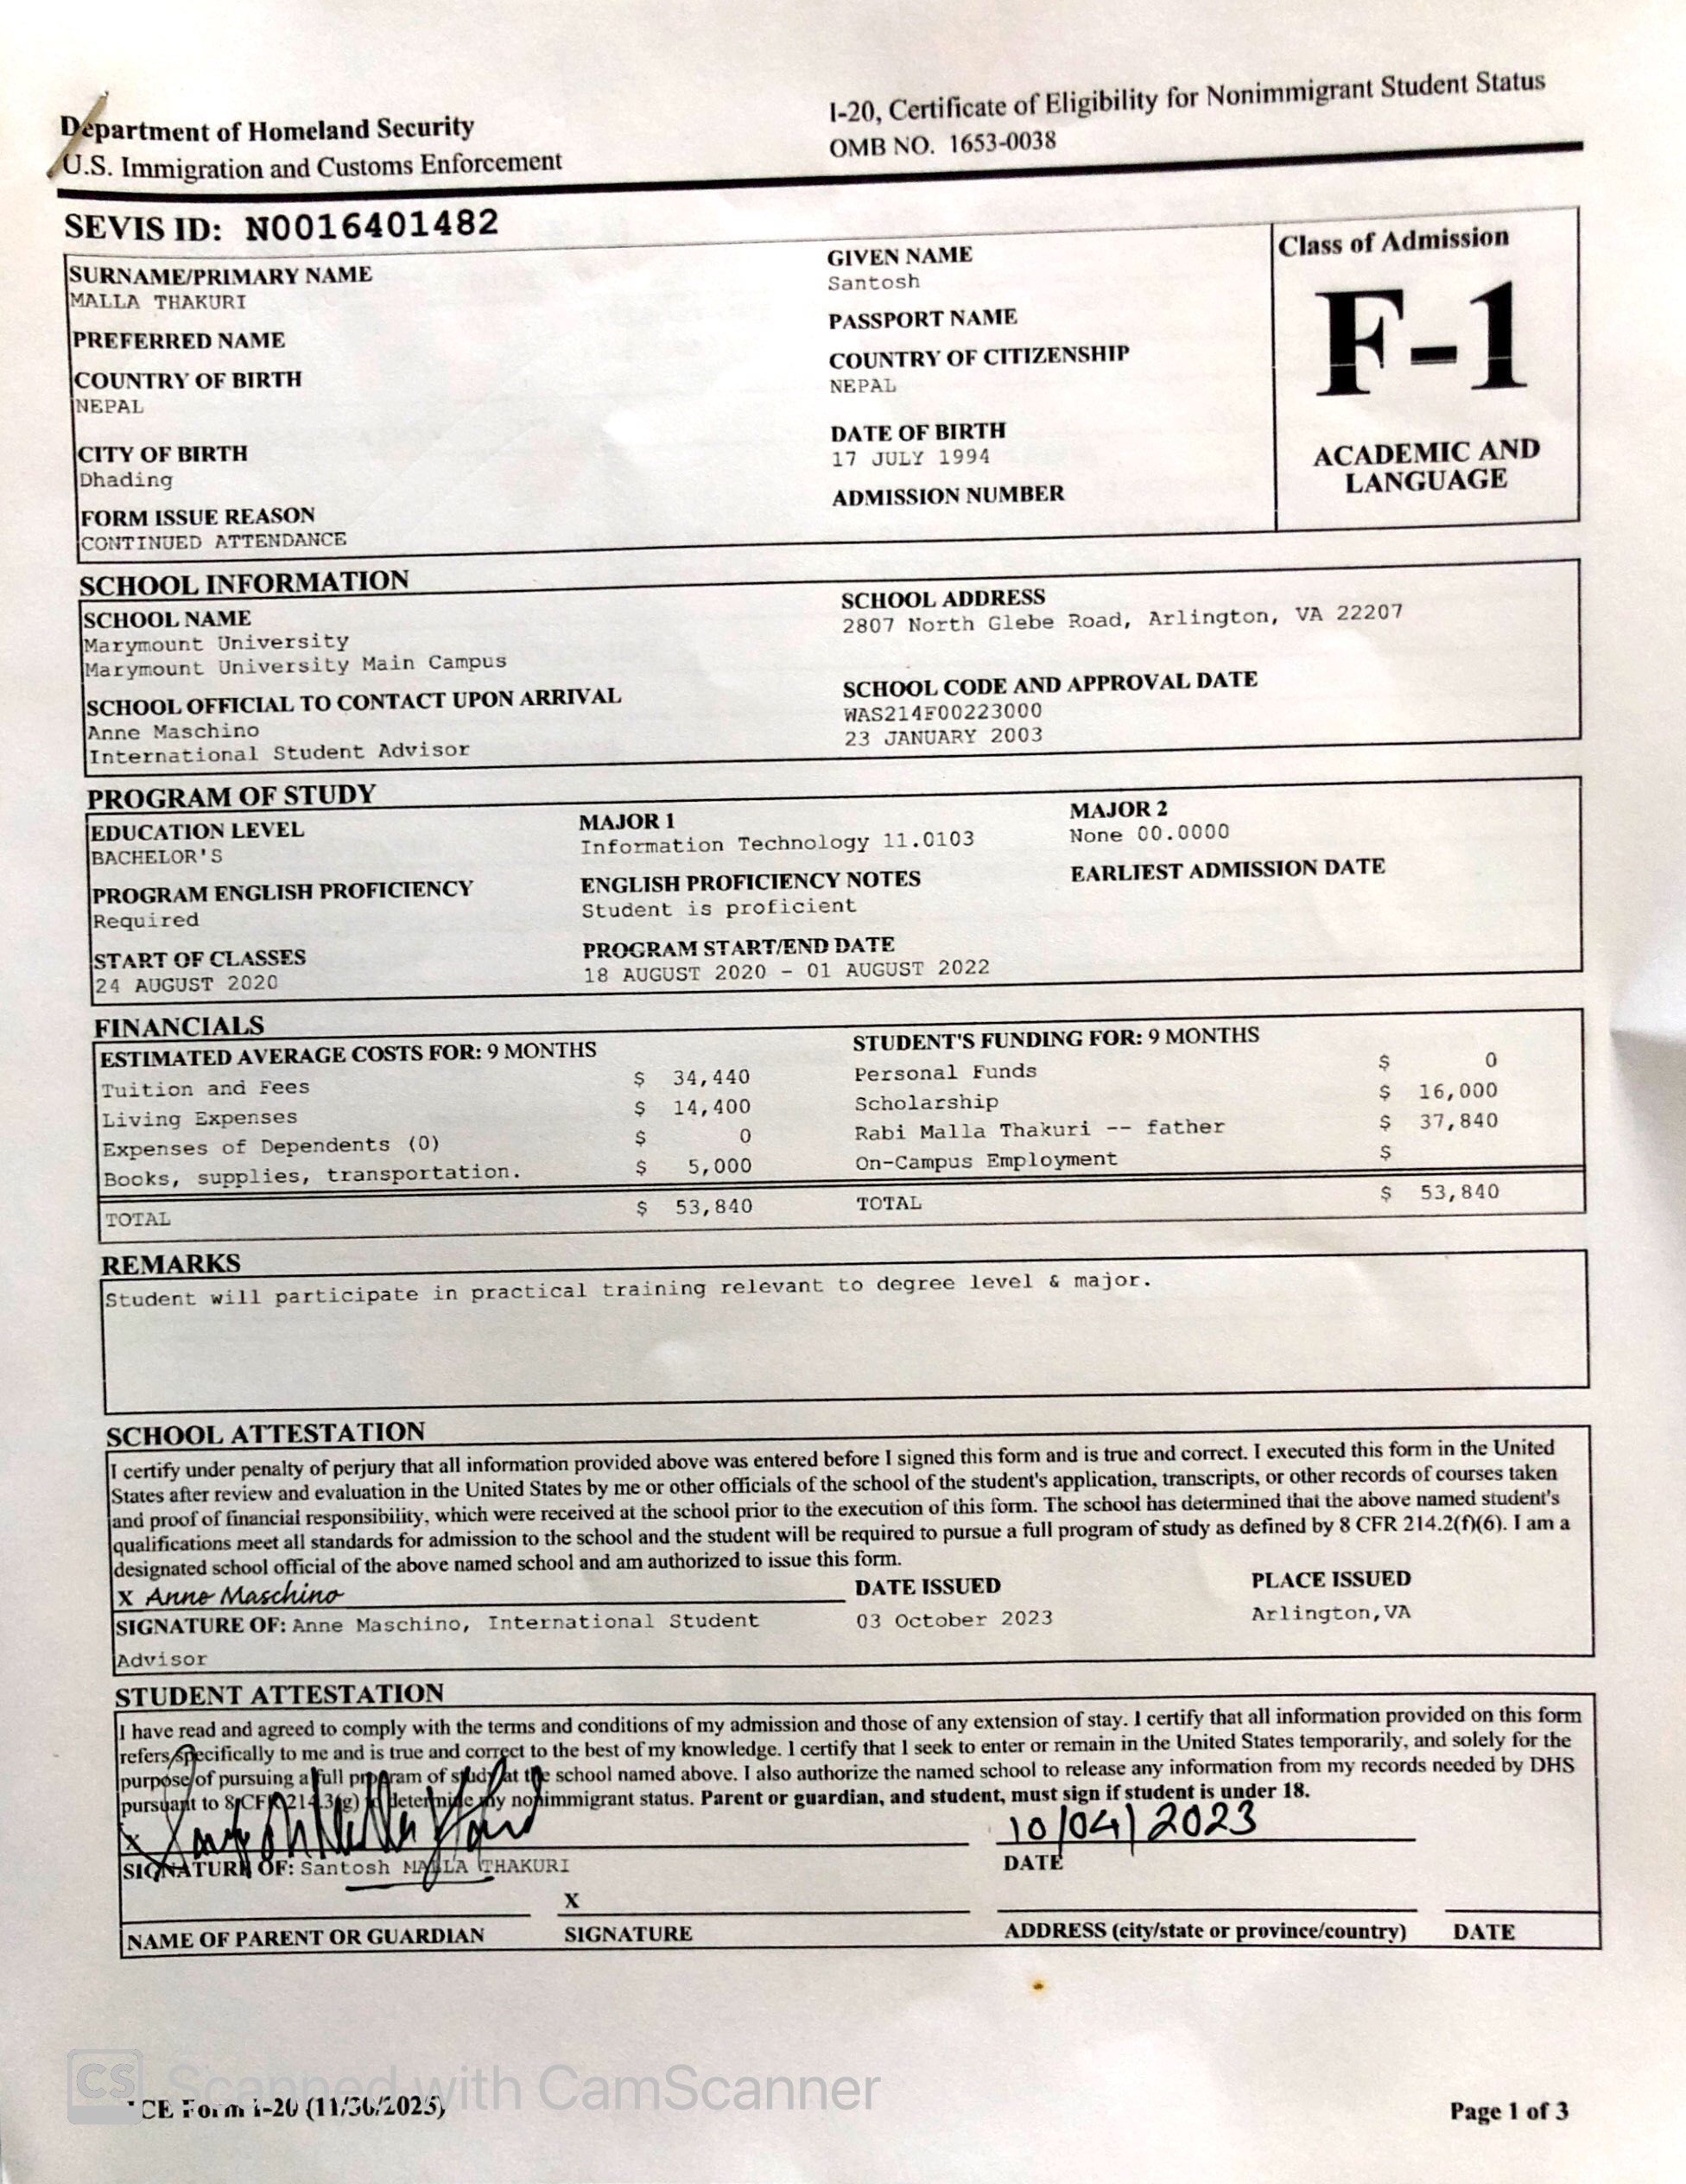 Department of Homeland Security
U.S. Immigration and Customs Enforcement
I-20, Certificate of Eligibility for Nonimmigrant Student Status
OMB NO. 1653-0038
SEVIS ID: N0016401482
SURNAME/PRIMARY NAME
MALLA THAKURI
GIVEN NAME
Santosh
Class of Admission
PREFERRED NAME
PASSPORT NAME
COUNTRY OF BIRTH
NEPAL
COUNTRY OF CITIZENSHIP
NEPAL
F-1
CITY OF BIRTH
Dhading
DATE OF BIRTH
17 JULY 1994
FORM ISSUE REASON
CONTINUED ATTENDANCE
ADMISSION NUMBER
ACADEMIC AND
LANGUAGE
SCHOOL INFORMATION
SCHOOL NAME
Marymount University
Marymount University Main Campus
SCHOOL ADDRESS
2807 North Glebe Road, Arlington, VA 22207
SCHOOL OFFICIAL TO CONTACT UPON ARRIVAL
Anne Maschino
International Student Advisor
SCHOOL CODE AND APPROVAL DATE
WAS214F00223000
23 JANUARY 2003
PROGRAM OF STUDY
EDUCATION LEVEL
BACHELOR'S
MAJOR 1
Information Technology 11.0103
MAJOR 2
None 00.0000
PROGRAM ENGLISH PROFICIENCY
Required
ENGLISH PROFICIENCY NOTES
Student is proficient
EARLIEST ADMISSION DATE
START OF CLASSES
24 AUGUST 2020
PROGRAM START/END DATE
18 AUGUST 2020 - 01 AUGUST 2022
FINANCIALS
ESTIMATED AVERAGE COSTS FOR: 9 MONTHS
Tuition and Fees $ 34,440
Living Expenses $ 14,400
Expenses of Dependents (0) $ 0
Books, supplies, transportation. $ 5,000
TOTAL $ 53,840
STUDENT'S FUNDING FOR: 9 MONTHS
Personal Funds $ 0
Scholarship $ 16,000
Rabi Malla Thakuri -- father $ 37,840
On-Campus Employment $
TOTAL $ 53,840
REMARKS
Student will participate in practical training relevant to degree level & major.
SCHOOL ATTESTATION
I certify under penalty of perjury that all information provided above was entered before I signed this form and is true and correct. I executed this form in the United
States after review and evaluation in the United States by me or other officials of the school of the student's application, transcripts, or other records of courses taken
and proof of financial responsibility, which were received at the school prior to the execution of this form. The school has determined that the above named student's
qualifications meet all standards for admission to the school and the student will be required to pursue a full program of study as defined by 8 CFR 214.2(f)(6). I am a
designated school official of the above named school and am authorized to issue this form.
X Anne Maschino
SIGNATURE OF: Anne Maschino, International Student
Advisor
DATE ISSUED
03 October 2023
PLACE ISSUED
Arlington,VA
STUDENT ATTESTATION
I have read and agreed to comply with the terms and conditions of my admission and those of any extension of stay. I certify that all information provided on this form
refers specifically to me and is true and correct to the best of my knowledge. I certify that I seek to enter or remain in the United States temporarily, and solely for the
purpose of pursuing a full program of study at the school named above. I also authorize the named school to release any information from my records needed by DHS
pursuant to 8 CFR 214.3(g) to determine my nonimmigrant status. Parent or guardian, and student, must sign if student is under 18.
X
10/04/2023
SIGNATURE OF: Santosh MALLA THAKURI
DATE
X
NAME OF PARENT OR GUARDIAN
SIGNATURE
ADDRESS (city/state or province/country)
DATE
CS Scanned with CamScanner
ICE Form I-20 (11/30/2025)
Page 1 of 3